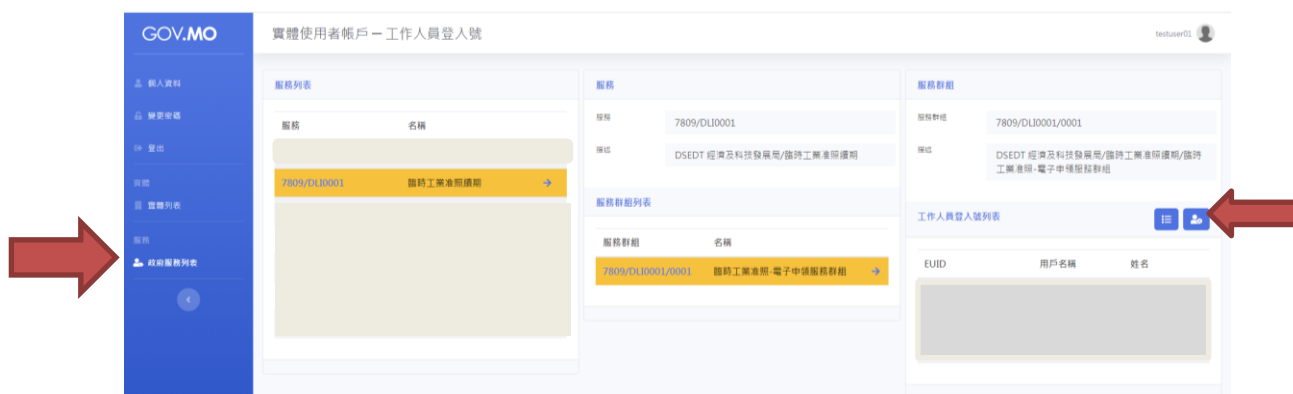 GOV.MO
實體使用者帳戶 – 工作人員登入號
testuser01
個人資料
變更密碼
登出
實體
實體列表
服務
政府服務列表
服務列表
服務 名稱
7809/DLI0001 臨時工業准照續期
服務
服務 7809/DLI0001
描述 DSEDT 經濟及科技發展局/臨時工業准照續期
服務群組列表
服務群組 名稱
7809/DLI0001/0001 臨時工業准照-電子申領服務群組
服務群組
服務群組 7809/DLI0001/0001
描述 DSEDT 經濟及科技發展局/臨時工業准照續期/臨時
工業准照-電子申領服務群組
工作人員登入號列表
EUID 用戶名稱 姓名